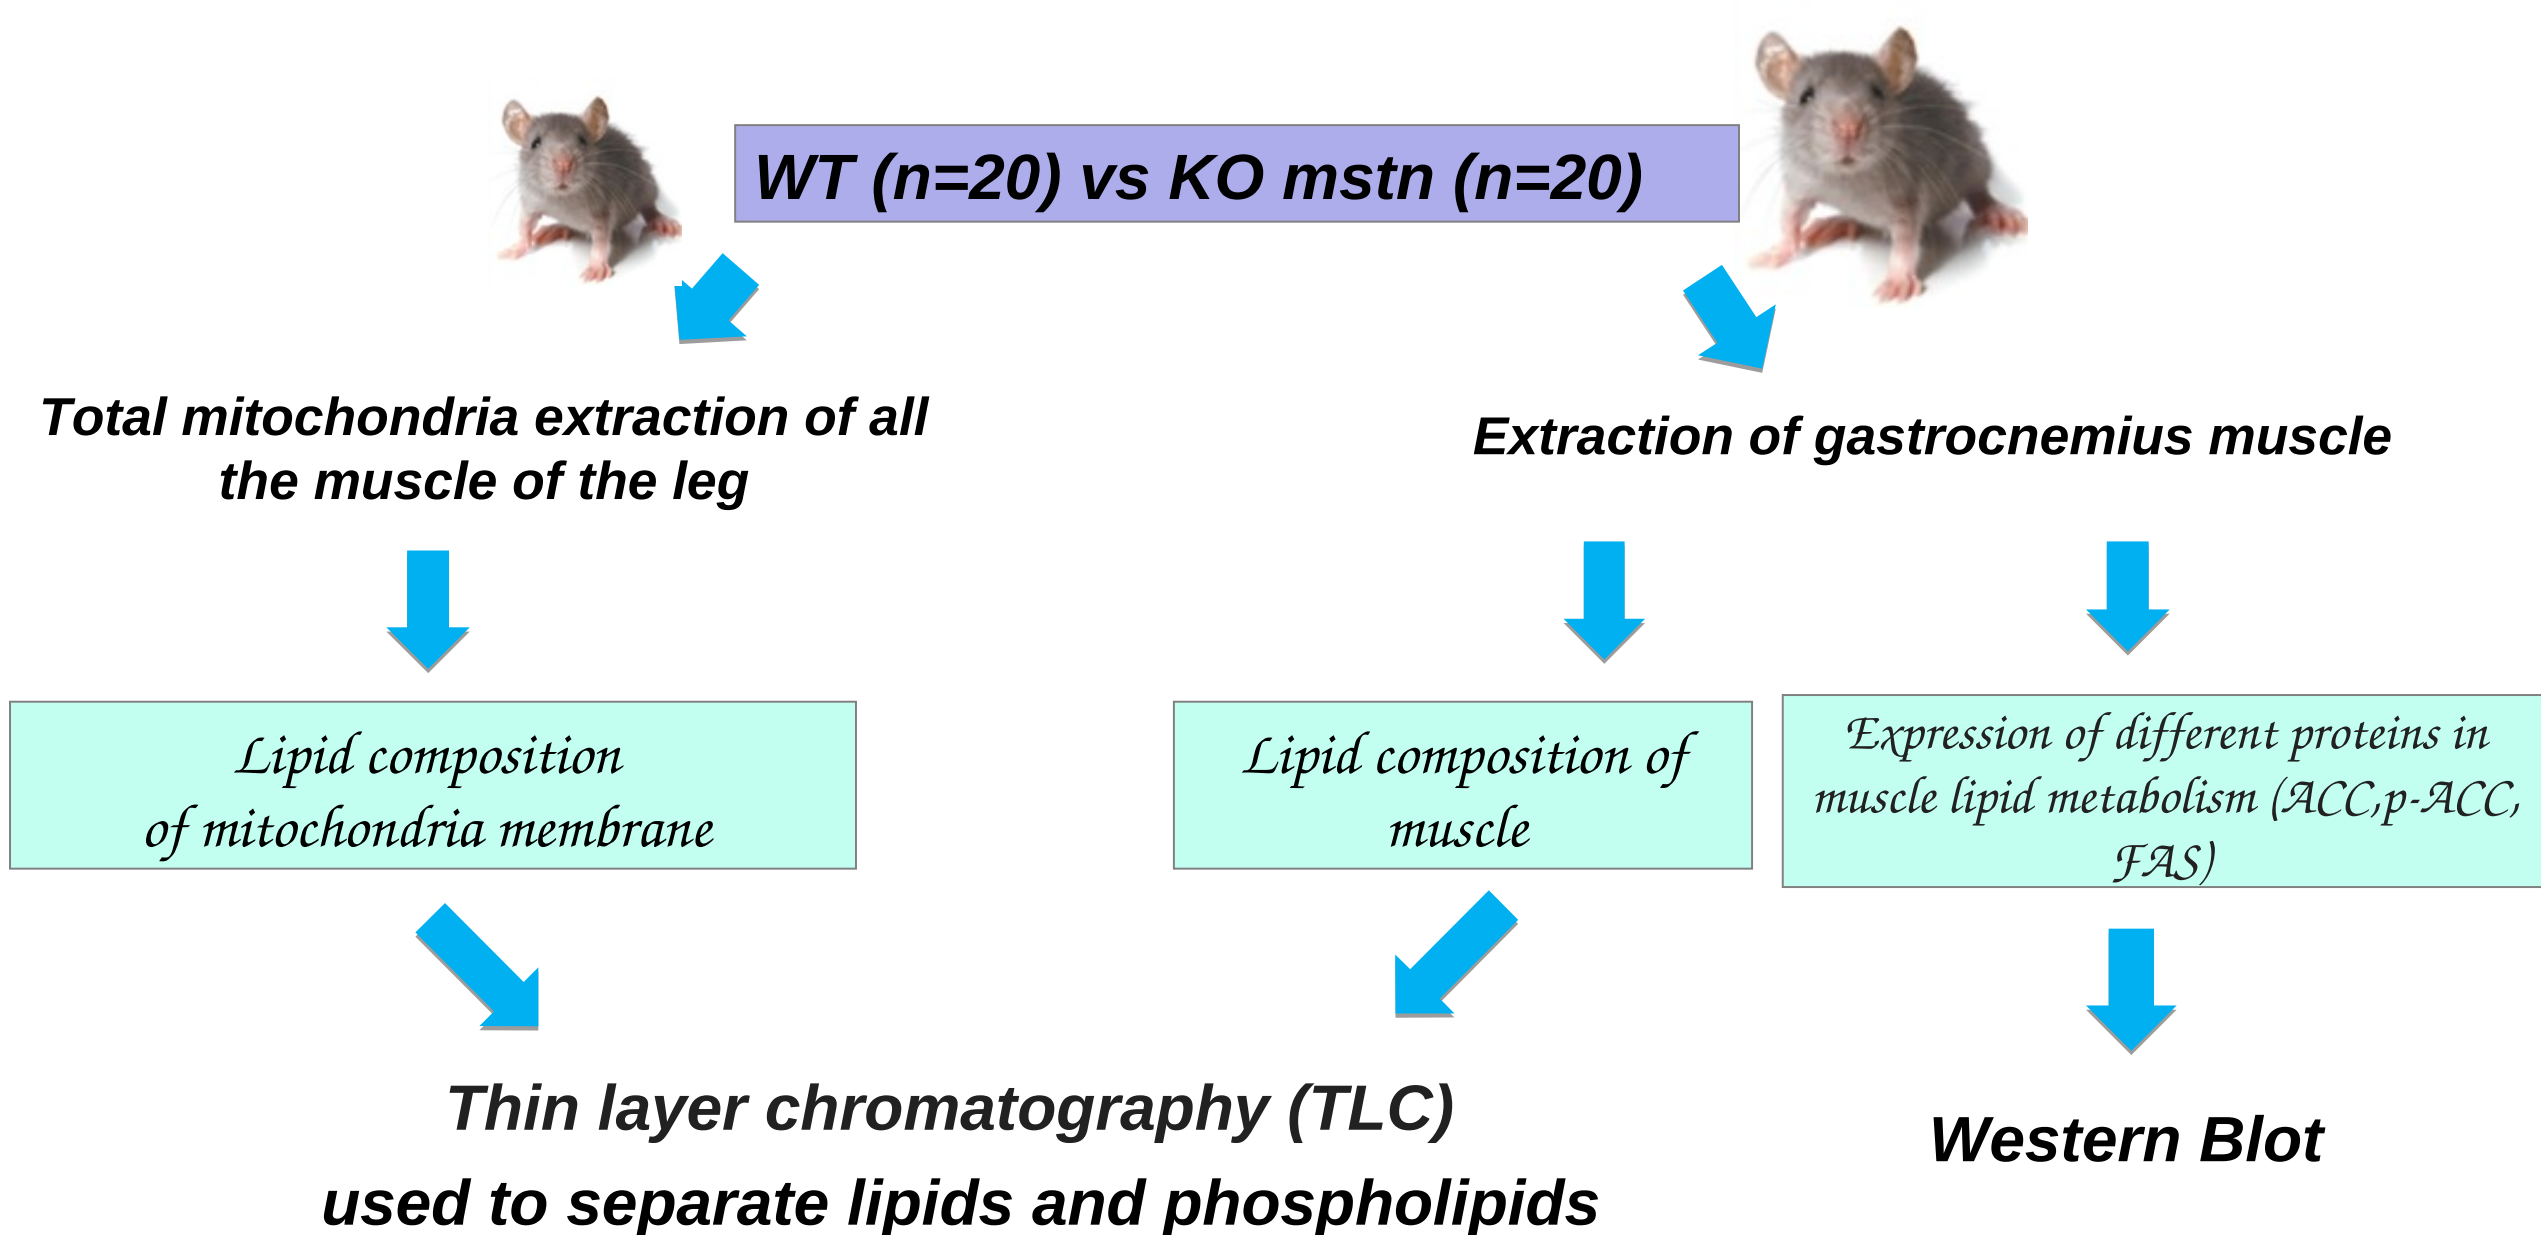 WT (n=20) vs KO mstn (n=20)
Total mitochondria extraction of all
the muscle of the leg
Extraction of gastrocnemius muscle
Lipid composition
of mitochondria membrane
Lipid composition of
muscle
Expression of different proteins in
muscle lipid metabolism (ACC,p-ACC,
FAS)
Thin layer chromatography (TLC)
used to separate lipids and phospholipids
Western Blot